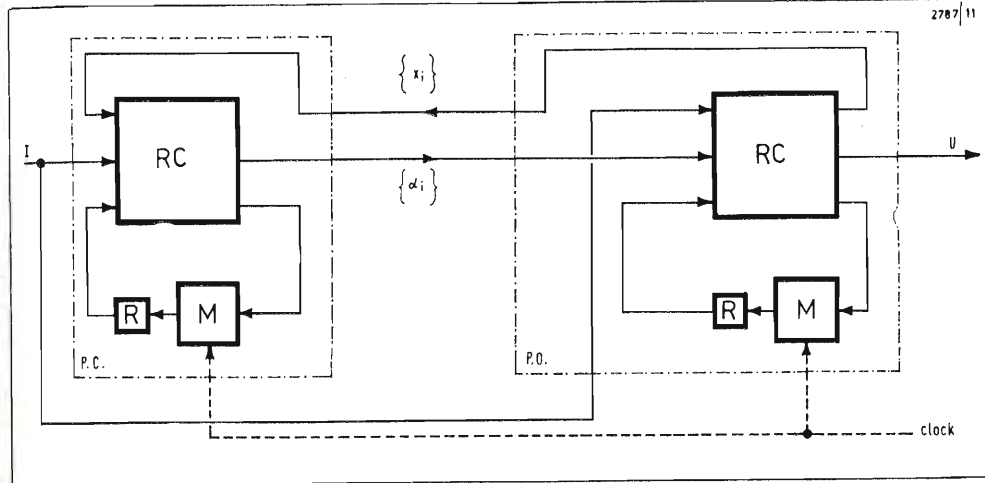 2787/11
{xi}
I
RC
RC
U
{αi}
R
M
R
M
P.C.
P.O.
clock